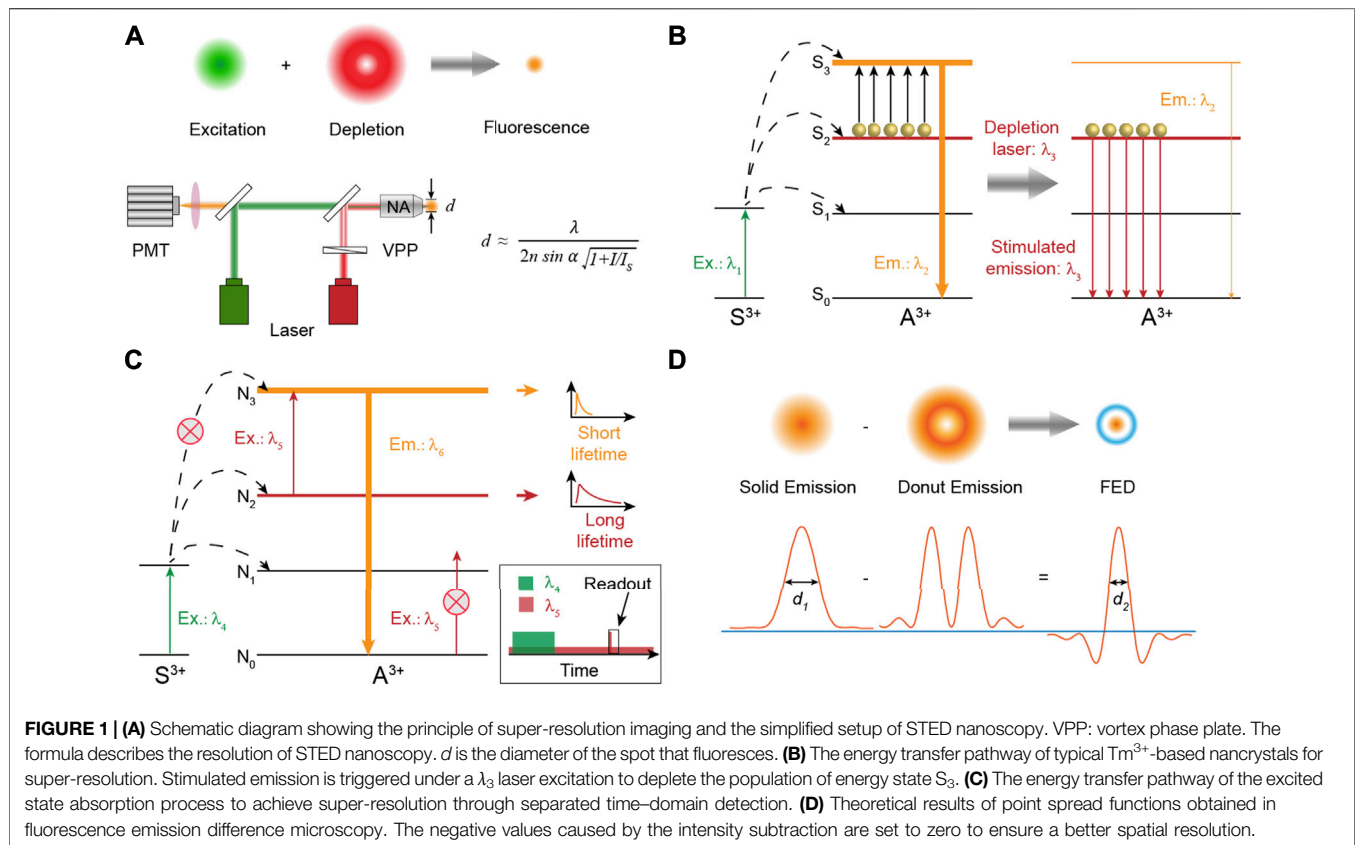 A
Excitation
+
Depletion
Fluorescence
PMT
NA
d
VPP
Laser
d ≈ λ / 2n sin α √1+I/Is
B
S3
S2
S1
S0
Ex.: λ1
Em.: λ2
S3+
A3+
Depletion
laser: λ3
Stimulated
emission: λ3
Em.: λ2
A3+
C
N3
N2
N1
N0
Ex.: λ5
Em.: λ6
Ex.: λ4
Ex.: λ5
S3+
A3+
Short
lifetime
Long
lifetime
λ4
λ5
Readout
Time
D
-
Solid Emission
Donut Emission
FED
d1
-
=
d2
FIGURE 1 | (A) Schematic diagram showing the principle of super-resolution imaging and the simplified setup of STED nanoscopy. VPP: vortex phase plate. The
formula describes the resolution of STED nanoscopy. d is the diameter of the spot that fluoresces. (B) The energy transfer pathway of typical Tm3+-based nancrystals for
super-resolution. Stimulated emission is triggered under a λ3 laser excitation to deplete the population of energy state S3. (C) The energy transfer pathway of the excited
state absorption process to achieve super-resolution through separated time–domain detection. (D) Theoretical results of point spread functions obtained in
fluorescence emission difference microscopy. The negative values caused by the intensity subtraction are set to zero to ensure a better spatial resolution.